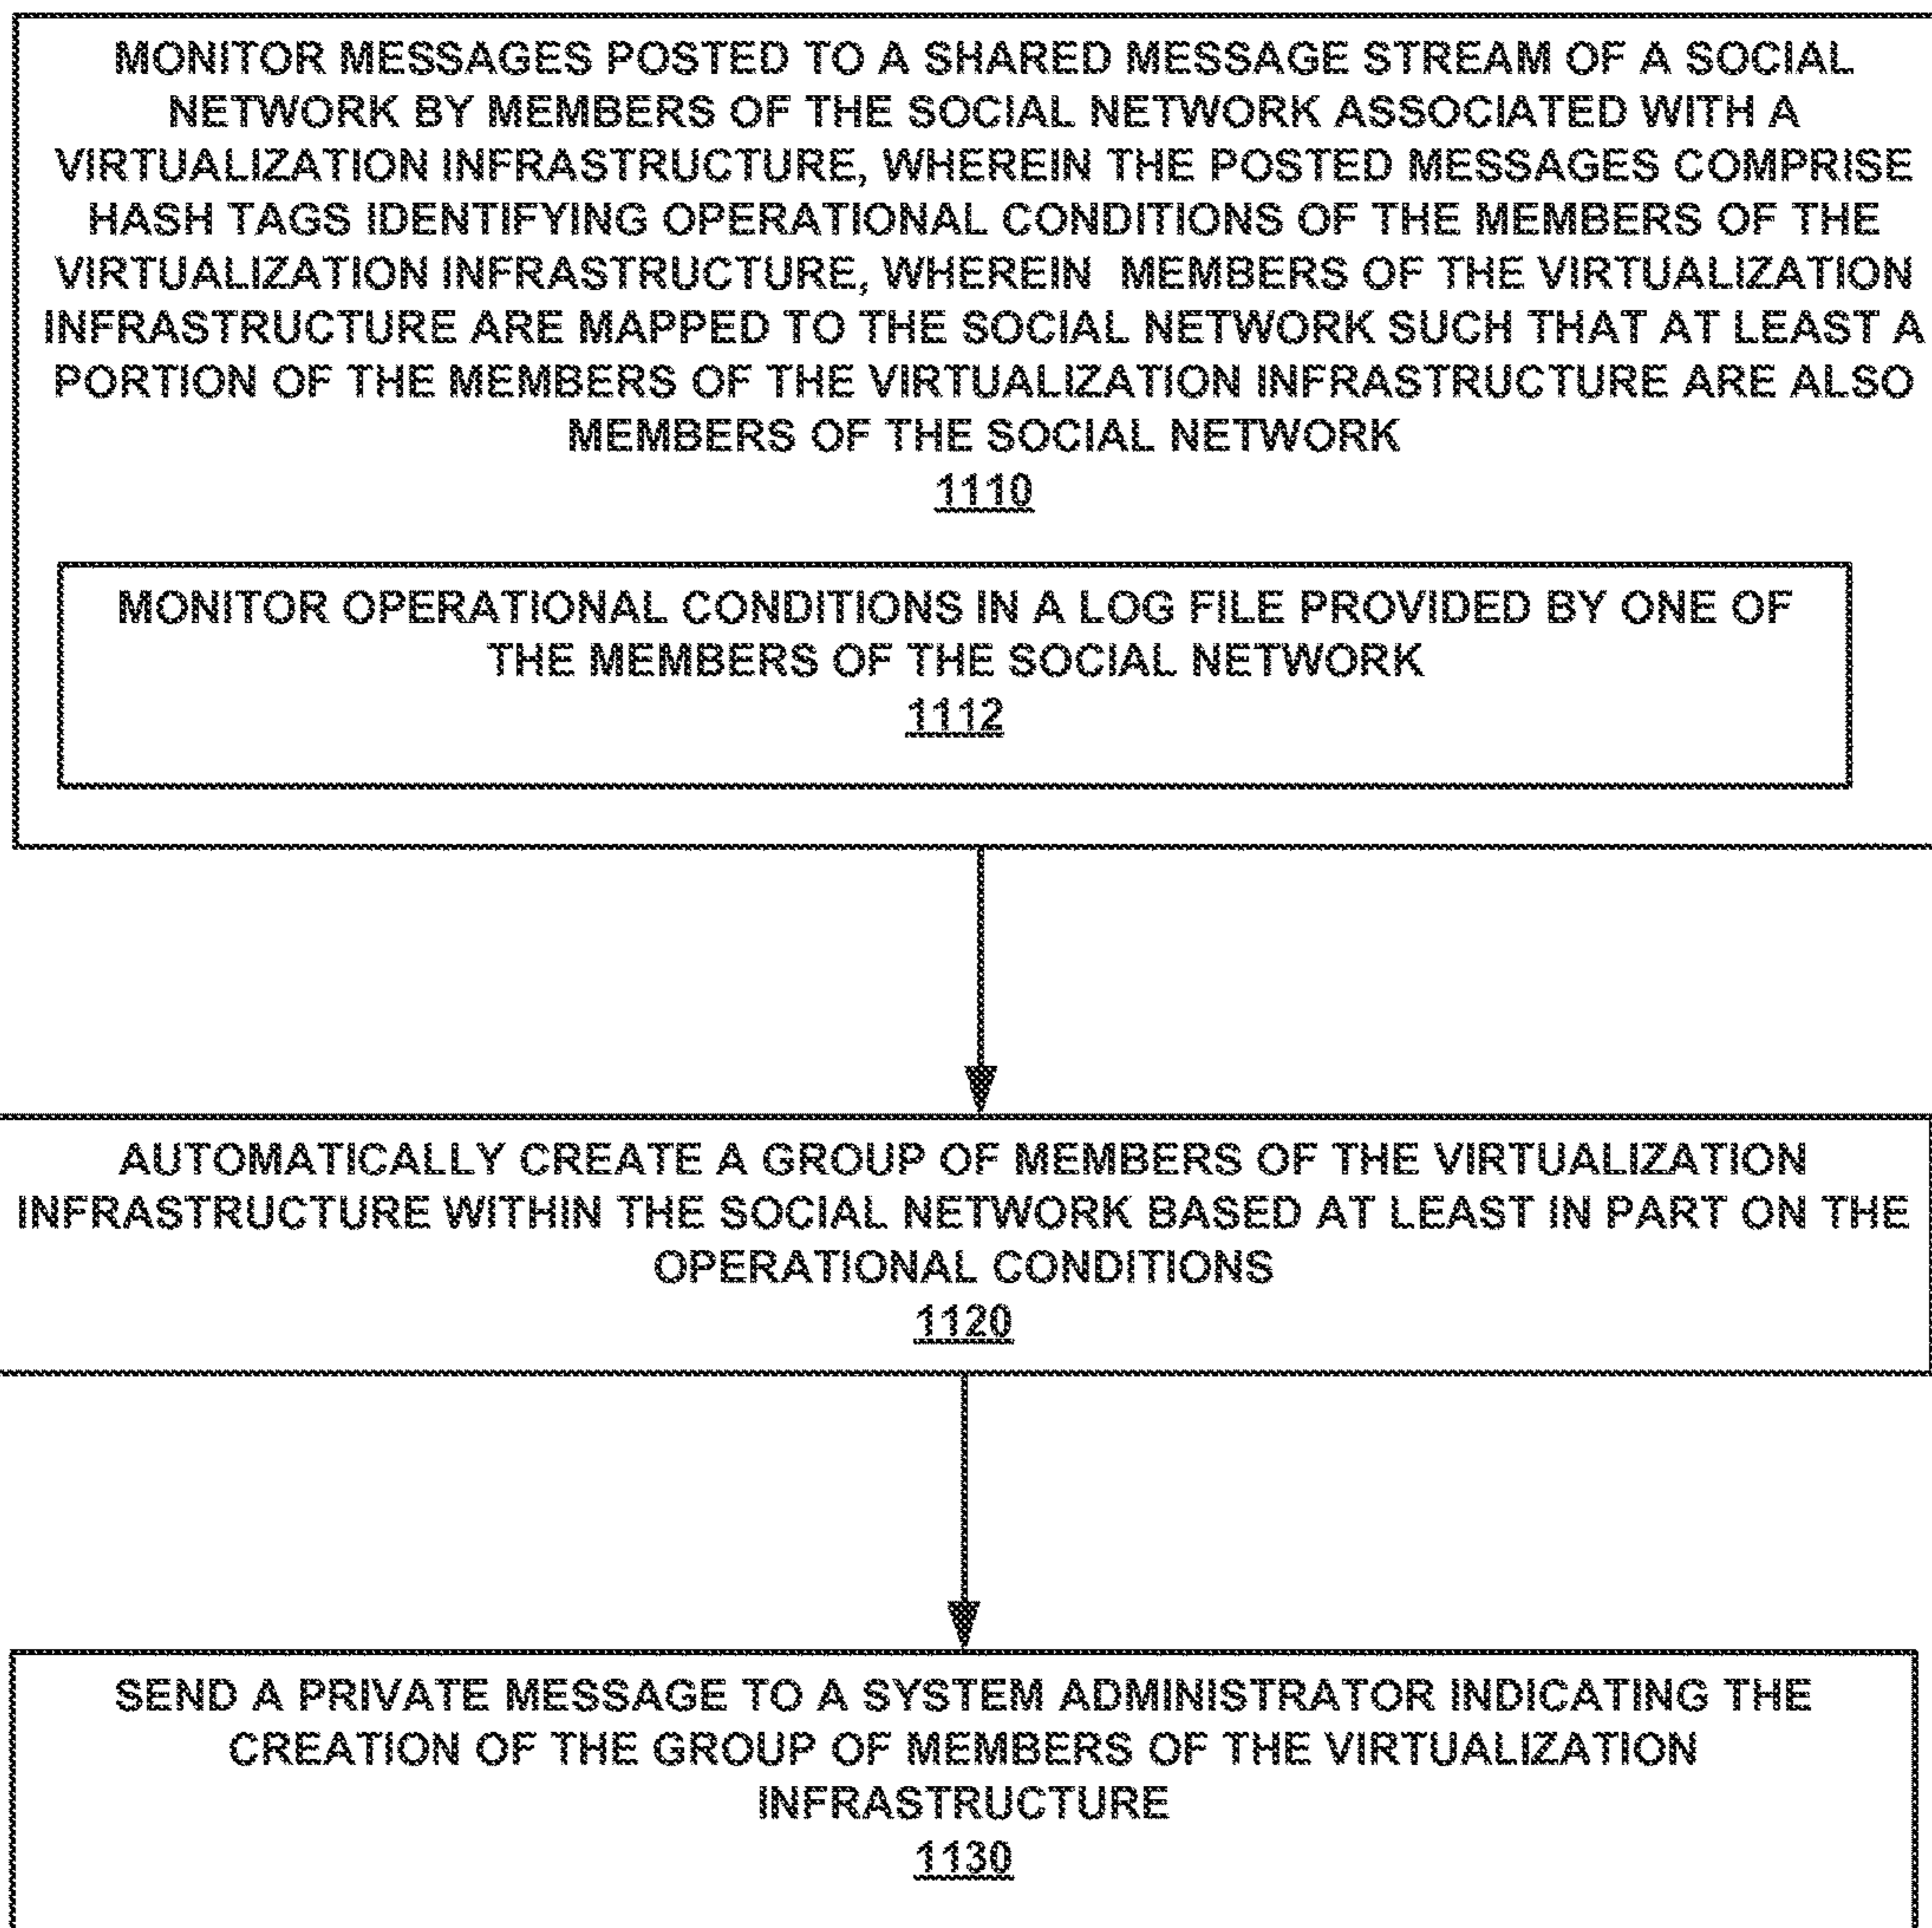 MONITOR MESSAGES POSTED TO A SHARED MESSAGE STREAM OF A SOCIAL
NETWORK BY MEMBERS OF THE SOCIAL NETWORK ASSOCIATED WITH A
VIRTUALIZATION INFRASTRUCTURE, WHEREIN THE POSTED MESSAGES COMPRISE
HASH TAGS IDENTIFYING OPERATIONAL CONDITIONS OF THE MEMBERS OF THE
VIRTUALIZATION INFRASTRUCTURE, WHEREIN MEMBERS OF THE VIRTUALIZATION
INFRASTRUCTURE ARE MAPPED TO THE SOCIAL NETWORK SUCH THAT AT LEAST A
PORTION OF THE MEMBERS OF THE VIRTUALIZATION INFRASTRUCTURE ARE ALSO
MEMBERS OF THE SOCIAL NETWORK
1110
MONITOR OPERATIONAL CONDITIONS IN A LOG FILE PROVIDED BY ONE OF
THE MEMBERS OF THE SOCIAL NETWORK
1112
AUTOMATICALLY CREATE A GROUP OF MEMBERS OF THE VIRTUALIZATION
INFRASTRUCTURE WITHIN THE SOCIAL NETWORK BASED AT LEAST IN PART ON THE
OPERATIONAL CONDITIONS
1120
SEND A PRIVATE MESSAGE TO A SYSTEM ADMINISTRATOR INDICATING THE
CREATION OF THE GROUP OF MEMBERS OF THE VIRTUALIZATION
INFRASTRUCTURE
1130